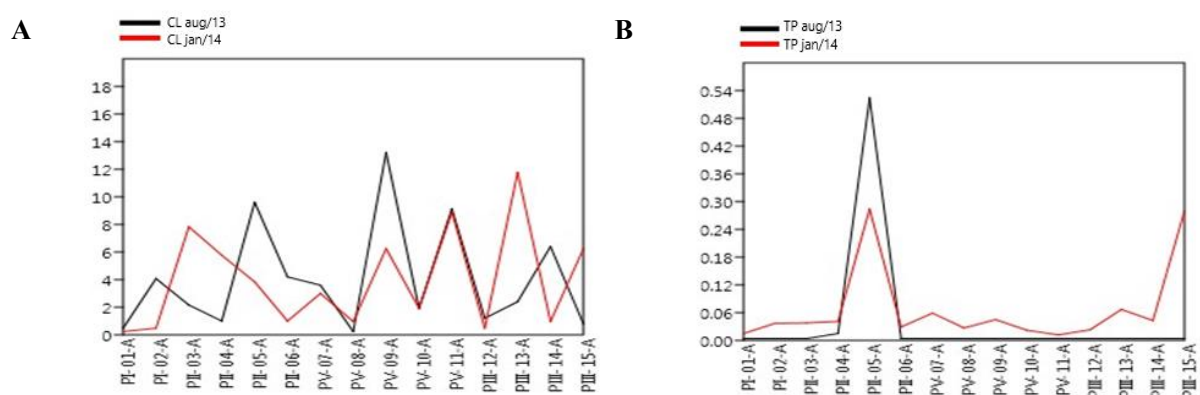 A
CL aug/13
CL jan/14
18
16
14
12
10
8
6
4
2
0
PI-01-A
PI-02-A
PII-03-A
PII-04-A
PII-05-A
PII-06-A
PV-07-A
PV-08-A
PV-09-A
PV-10-A
PV-11-A
PIII-12-A
PIII-13-A
PIII-14-A
PIII-15-A
B
TP aug/13
TP jan/14
0.54
0.48
0.42
0.36
0.30
0.24
0.18
0.12
0.06
0.00
PI-01-A
PI-02-A
PII-03-A
PII-04-A
PII-05-A
PII-06-A
PV-07-A
PV-08-A
PV-09-A
PV-10-A
PV-11-A
PIII-12-A
PIII-13-A
PIII-14-A
PIII-15-A